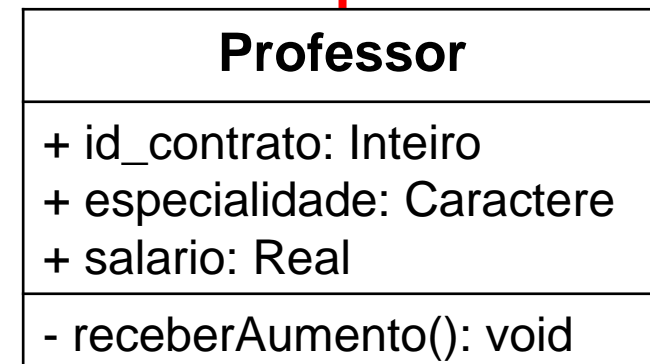 Professor
+ id_contrato: Inteiro
+ especialidade: Caractere
+ salario: Real
- receberAumento(): void